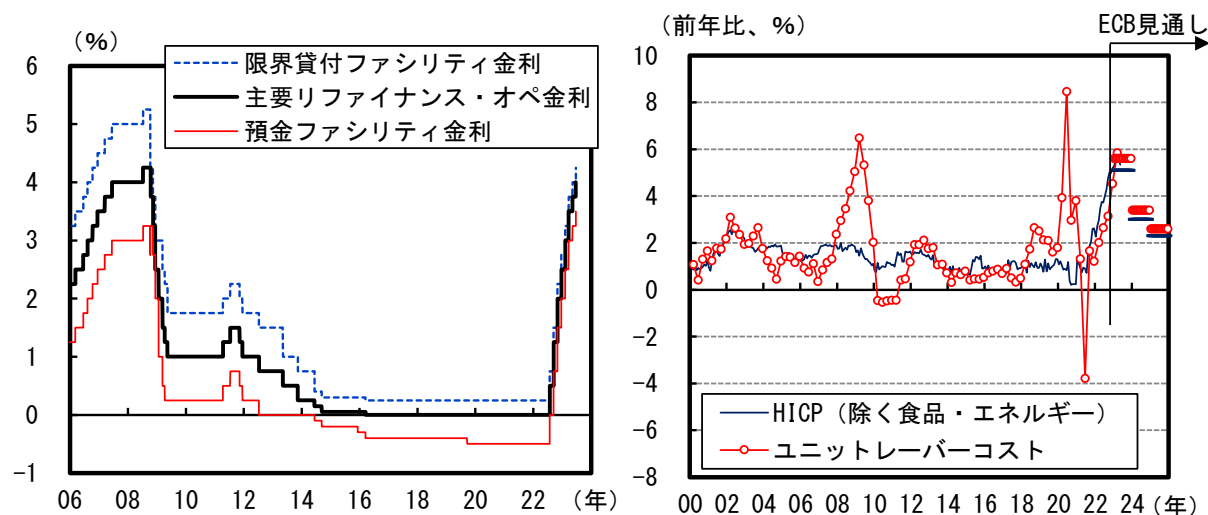 (%)
6
5
4
3
2
1
0
-1
06 08 10 12 14 16 18 20 22 (年)
限界貸付ファシリティ金利
主要リファイナンス・オペ金利
預金ファシリティ金利
(前年比、%)
ECB見通し
10
8
6
4
2
0
-2
-4
-6
-8
00 02 04 06 08 10 12 14 16 18 20 22 24 (年)
HICP(除く食品・エネルギー)
ユニットレーバーコスト